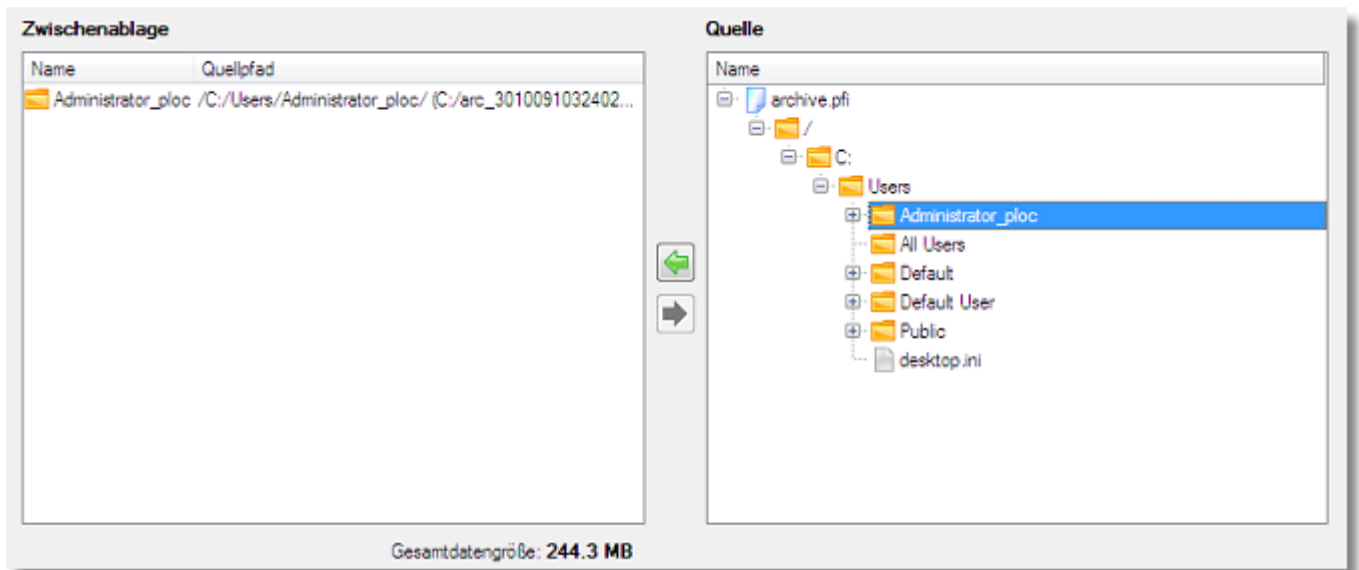 Zwischenablage
Name Quellpfad
Administrator_ploc /C:/Users/Administrator_ploc/ (C:/arc_3010091032402...
Gesamtdatengröße: 244.3 MB
Quelle
Name
archive.pfi
/
C:
Users
Administrator_ploc
All Users
Default
Default User
Public
desktop.ini